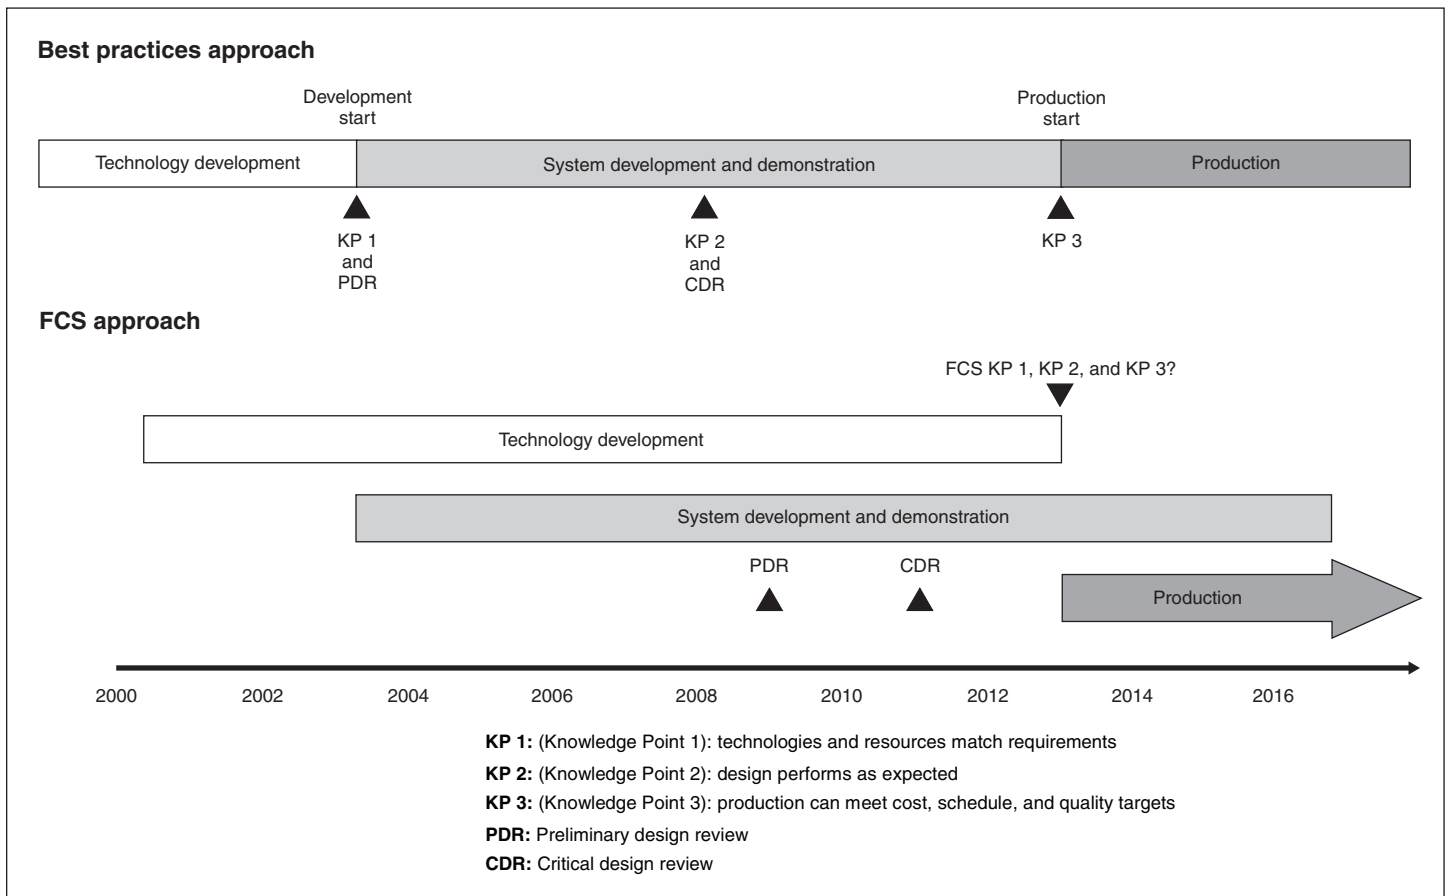 Best practices approach
Development
start
Production
start
Technology development
System development and demonstration
Production
KP 1
and
PDR
KP 2
and
CDR
KP 3
FCS approach
FCS KP 1, KP 2, and KP 3?
Technology development
System development and demonstration
PDR
CDR
Production
2000
2002
2004
2006
2008
2010
2012
2014
2016
KP 1: (Knowledge Point 1): technologies and resources match requirements
KP 2: (Knowledge Point 2): design performs as expected
KP 3: (Knowledge Point 3): production can meet cost, schedule, and quality targets
PDR: Preliminary design review
CDR: Critical design review